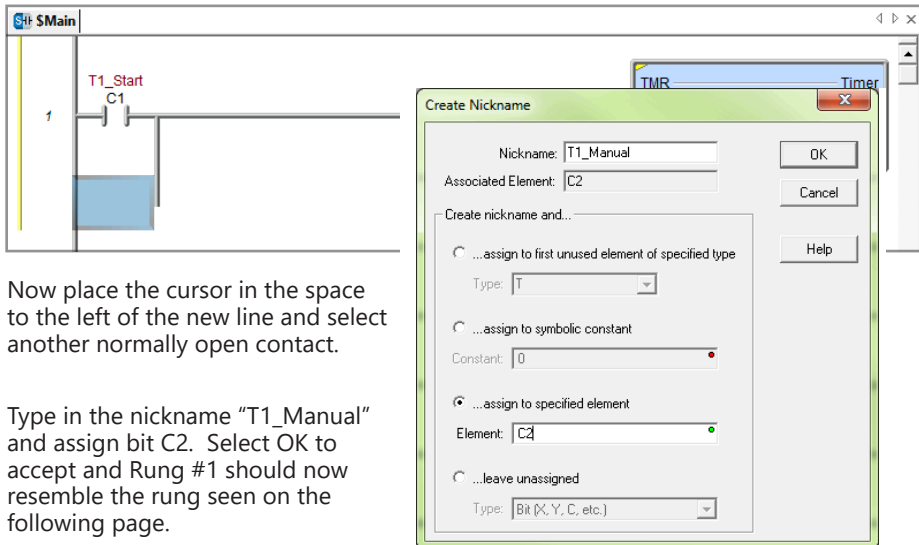 $Main
T1_Start
C1
1
TMR Timer
Create Nickname
Nickname: T1_Manual
Associated Element: C2
Create nickname and...
...assign to first unused element of specified type
Type: T
...assign to symbolic constant
Constant: 0
...assign to specified element
Element: C2
...leave unassigned
Type: Bit (X, Y, C, etc.)
OK
Cancel
Help
Now place the cursor in the space
to the left of the new line and select
another normally open contact.
Type in the nickname “T1_Manual”
and assign bit C2. Select OK to
accept and Rung #1 should now
resemble the rung seen on the
following page.